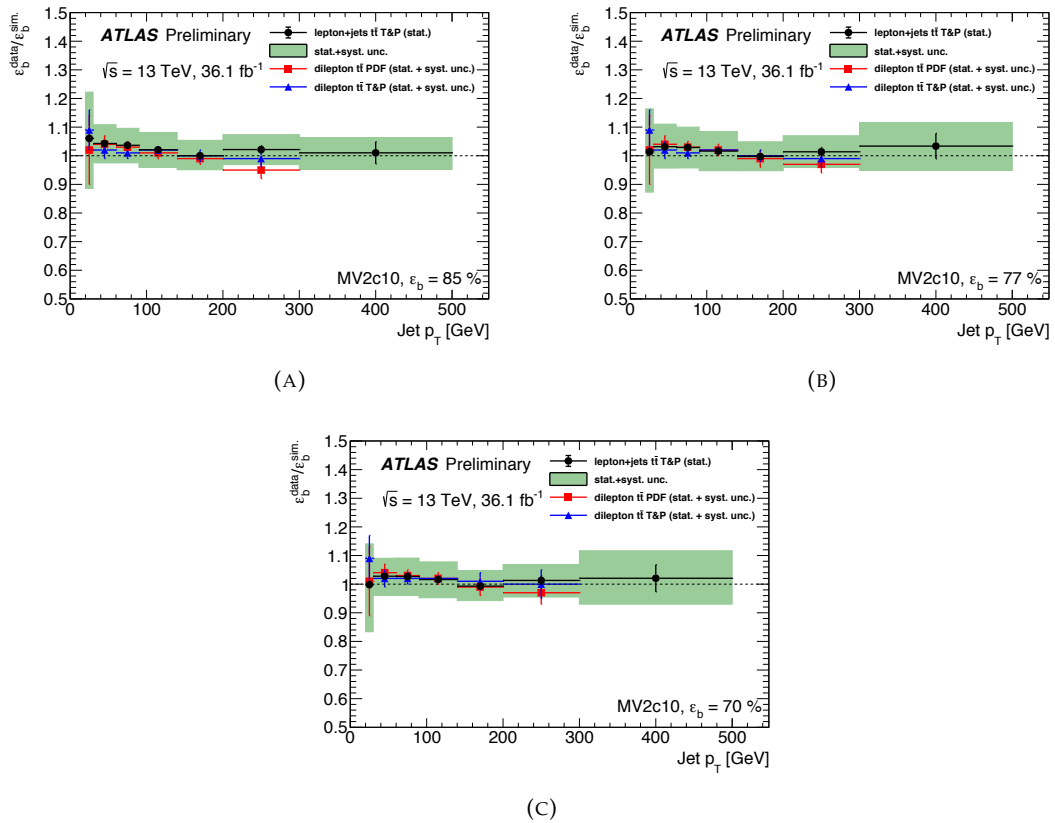 ε_b^data/ε_b^sim.
ATLAS Preliminary
√s = 13 TeV, 36.1 fb⁻¹
lepton+jets tt̄ T&P (stat.)
stat.+syst. unc.
dilepton tt̄ PDF (stat. + syst. unc.)
dilepton tt̄ T&P (stat. + syst. unc.)
1.5
1.4
1.3
1.2
1.1
1
0.9
0.8
0.7
0.6
0.5
MV2c10, ε_b = 85 %
0 100 200 300 400 500
Jet p_T [GeV]
(A)
ε_b^data/ε_b^sim.
ATLAS Preliminary
√s = 13 TeV, 36.1 fb⁻¹
lepton+jets tt̄ T&P (stat.)
stat.+syst. unc.
dilepton tt̄ PDF (stat. + syst. unc.)
dilepton tt̄ T&P (stat. + syst. unc.)
1.5
1.4
1.3
1.2
1.1
1
0.9
0.8
0.7
0.6
0.5
MV2c10, ε_b = 77 %
0 100 200 300 400 500
Jet p_T [GeV]
(B)
ε_b^data/ε_b^sim.
ATLAS Preliminary
√s = 13 TeV, 36.1 fb⁻¹
lepton+jets tt̄ T&P (stat.)
stat.+syst. unc.
dilepton tt̄ PDF (stat. + syst. unc.)
dilepton tt̄ T&P (stat. + syst. unc.)
1.5
1.4
1.3
1.2
1.1
1
0.9
0.8
0.7
0.6
0.5
MV2c10, ε_b = 70 %
0 100 200 300 400 500
Jet p_T [GeV]
(C)